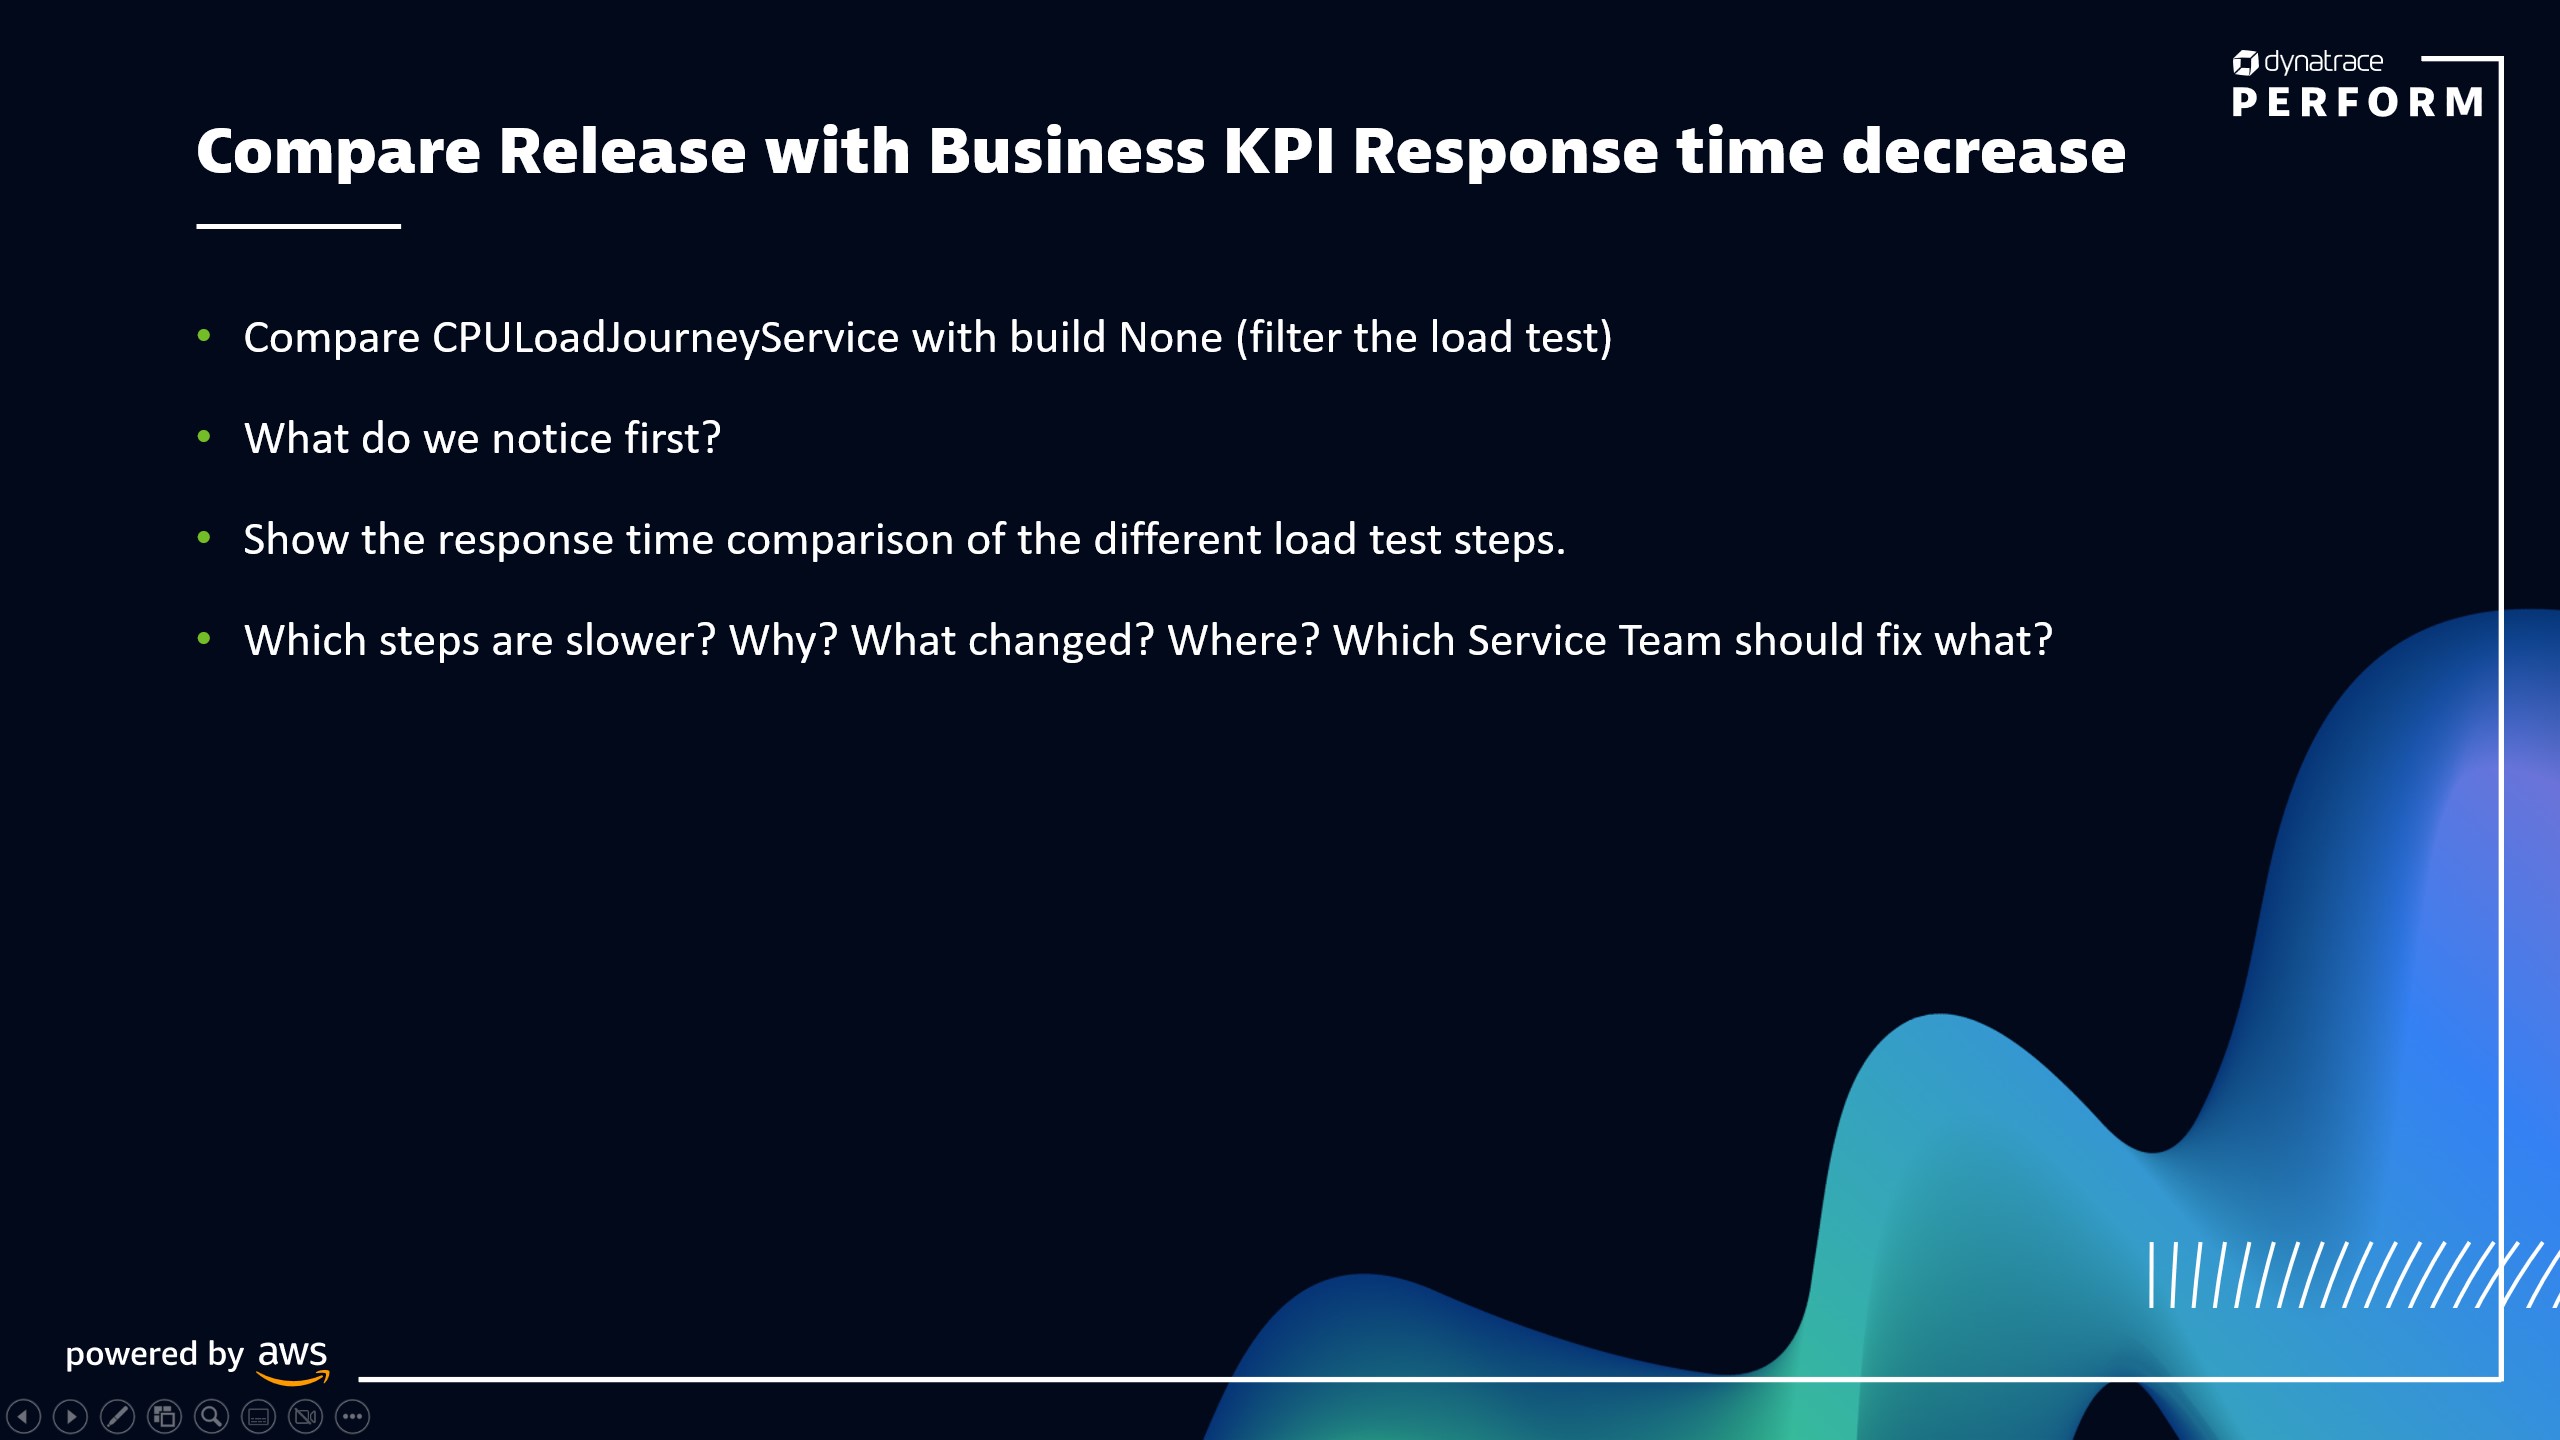 dynatrace
PERFORM
Compare Release with Business KPI Response time decrease
• Compare CPULoadJourneyService with build None (filter the load test)
• What do we notice first?
• Show the response time comparison of the different load test steps.
• Which steps are slower? Why? What changed? Where? Which Service Team should fix what?
powered by aws